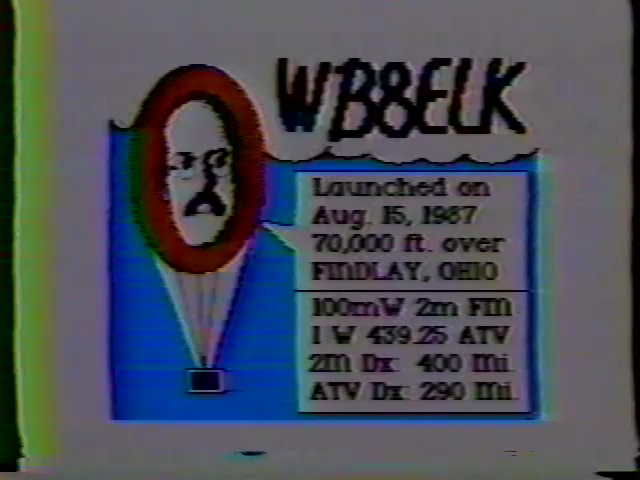 WB8ELK
Launched on
Aug. 15, 1987
70,000 ft. over
FINDLAY, OHIO
100mW 2m FM
1 W 439.25 ATV
2M Dx: 400 Mi.
ATV Dx: 290 Mi.